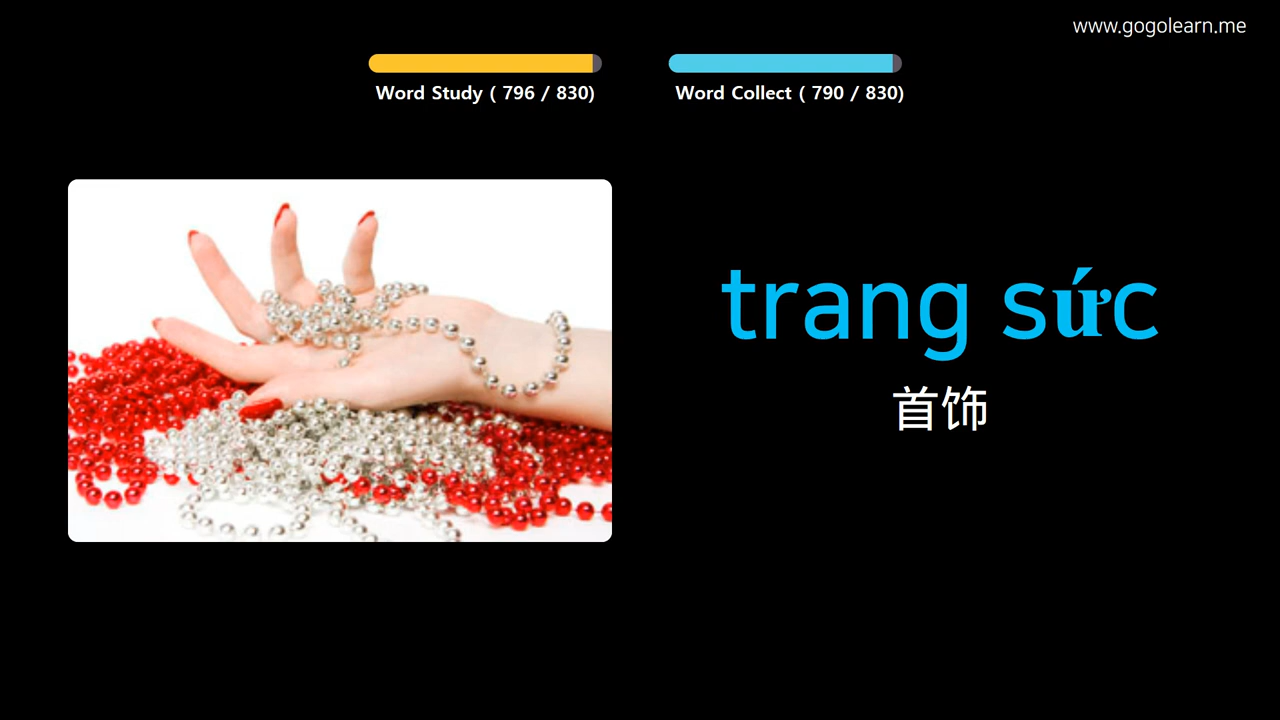 www.gogolearn.me
Word Study ( 796 / 830)
Word Collect ( 790 / 830)
trang sức
首饰